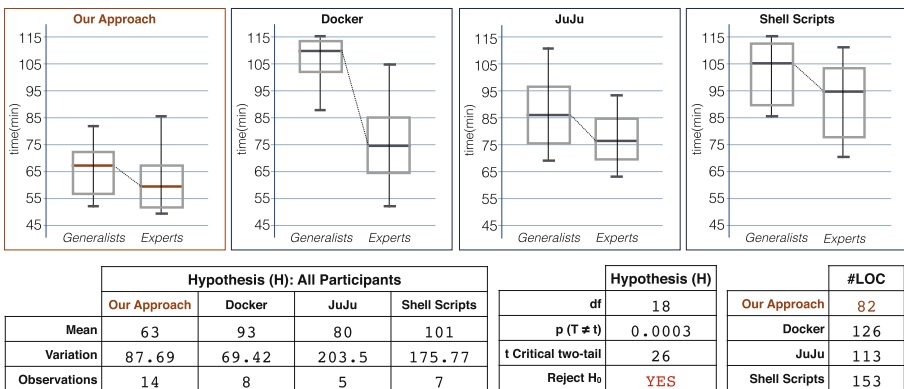 Our Approach
115
105
95
85
75
65
55
45
time(min)
Generalists Experts
Docker
115
105
95
85
75
65
55
45
time(min)
Generalists Experts
JuJu
115
105
95
85
75
65
55
45
time(min)
Generalists Experts
Shell Scripts
115
105
95
85
75
65
55
45
time(min)
Generalists Experts
Hypothesis (H): All Participants
Our Approach Docker JuJu Shell Scripts
Mean 63 93 80 101
Variation 87.69 69.42 203.5 175.77
Observations 14 8 5 7
Hypothesis (H)
df 18
p (T ≠ t) 0.0003
t Critical two-tail 26
Reject H₀ YES
#LOC
Our Approach 82
Docker 126
JuJu 113
Shell Scripts 153